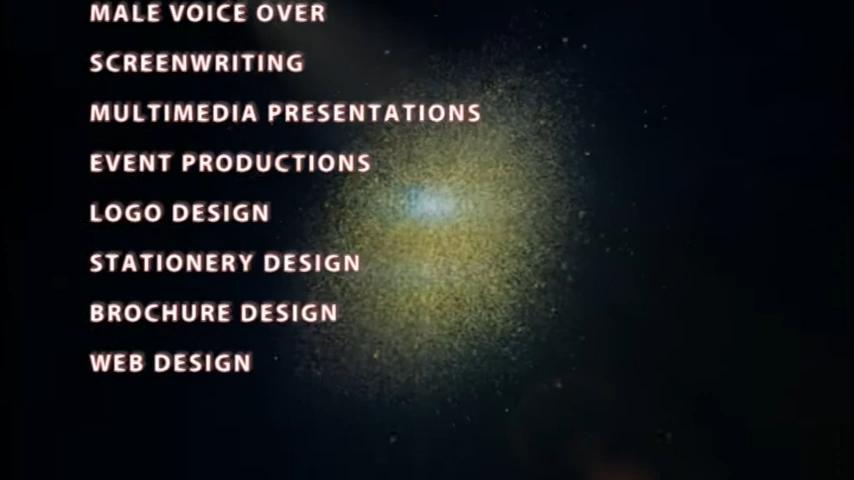 MALE VOICE OVER
SCREENWRITING
MULTIMEDIA PRESENTATIONS
EVENT PRODUCTIONS
LOGO DESIGN
STATIONERY DESIGN
BROCHURE DESIGN
WEB DESIGN